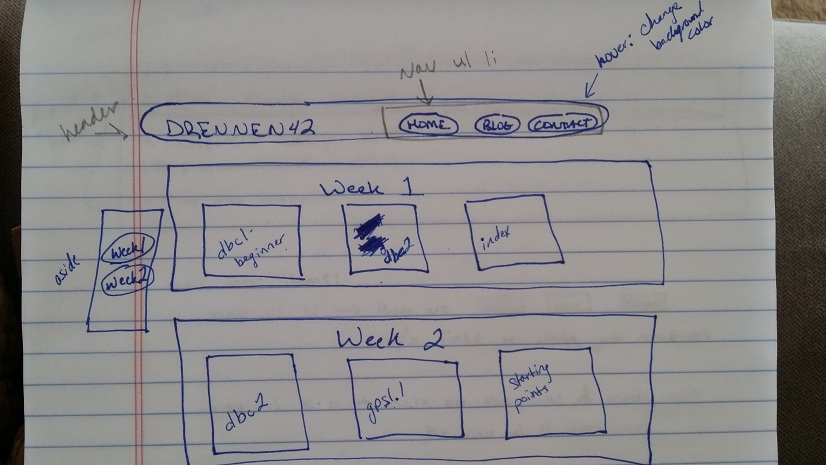 hover: change
background
color
Nav ul li
header
DRENNEN42
HOME
BLOG
CONTACT
Week 1
dbc1-
beginner
dbc2
index
aside
Week1
Week2
Week 2
dbc2
gps1.1
starting
points